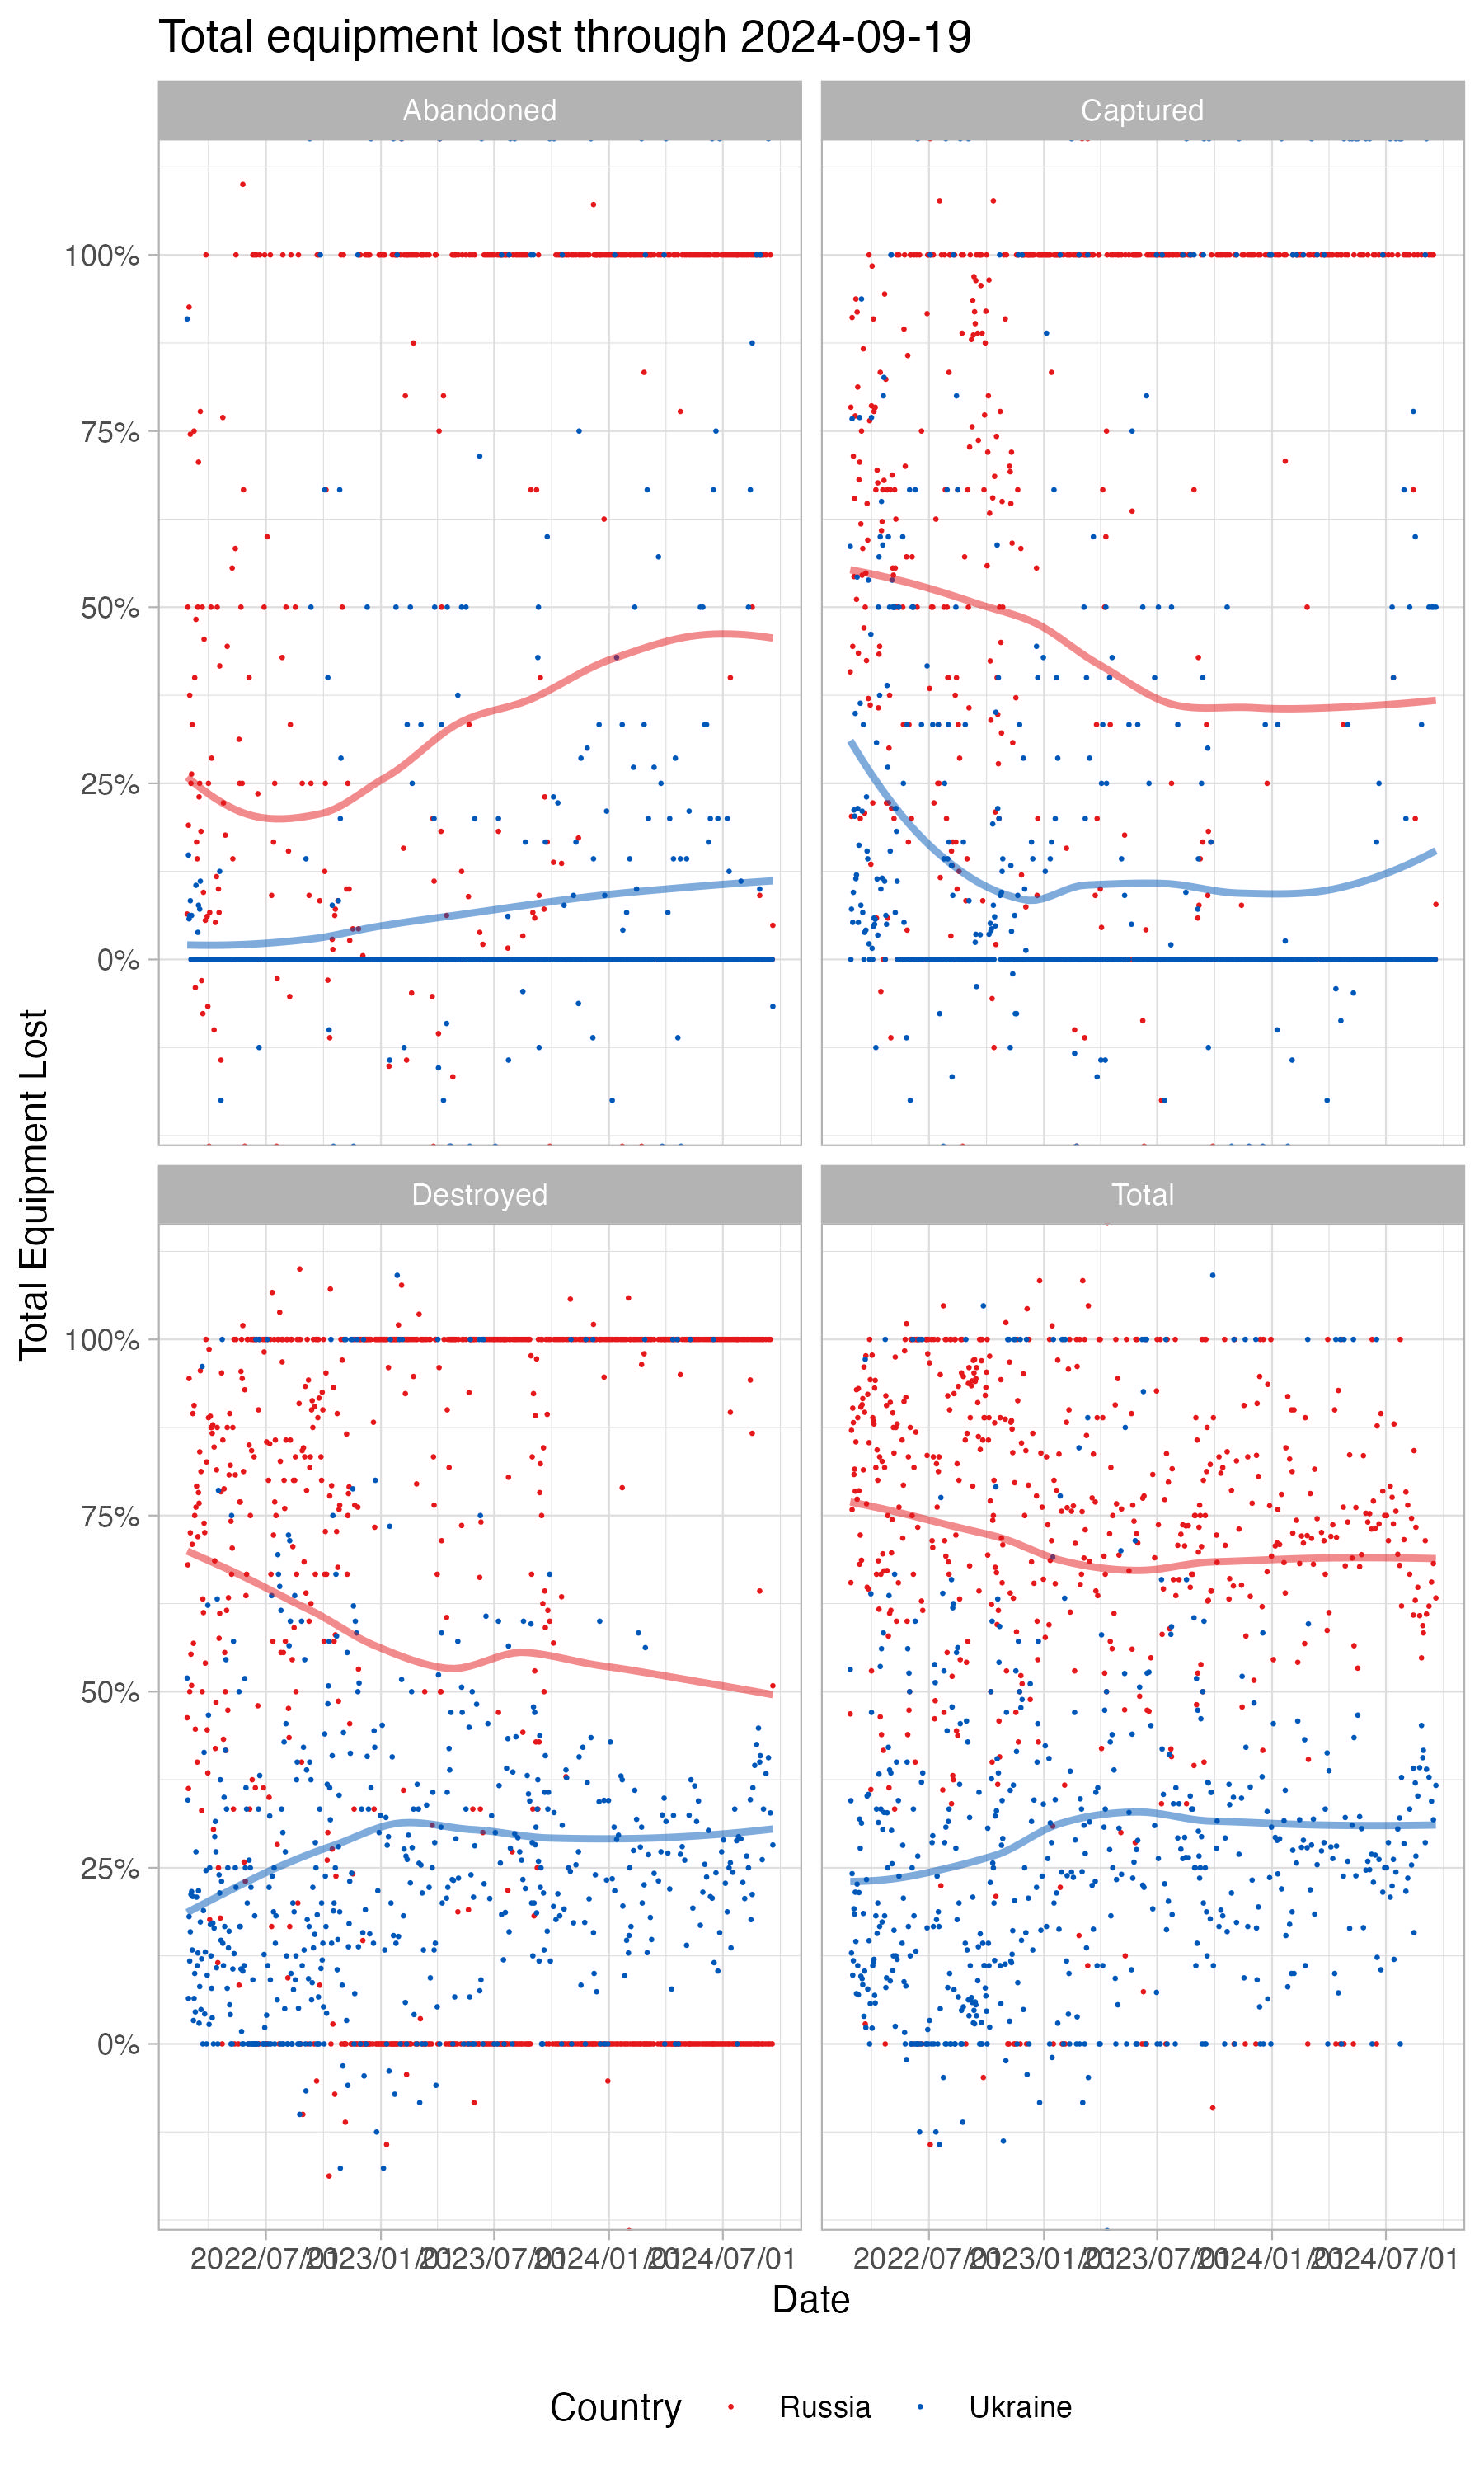 Total equipment lost through 2024-09-19
Abandoned
Captured
100%
75%
50%
25%
0%
Total Equipment Lost
Destroyed
Total
100%
75%
50%
25%
0%
2022/07/01 2023/01/01 2023/07/01 2024/01/01 2024/07/01
2022/07/01 2023/01/01 2023/07/01 2024/01/01 2024/07/01
Date
Country Russia Ukraine